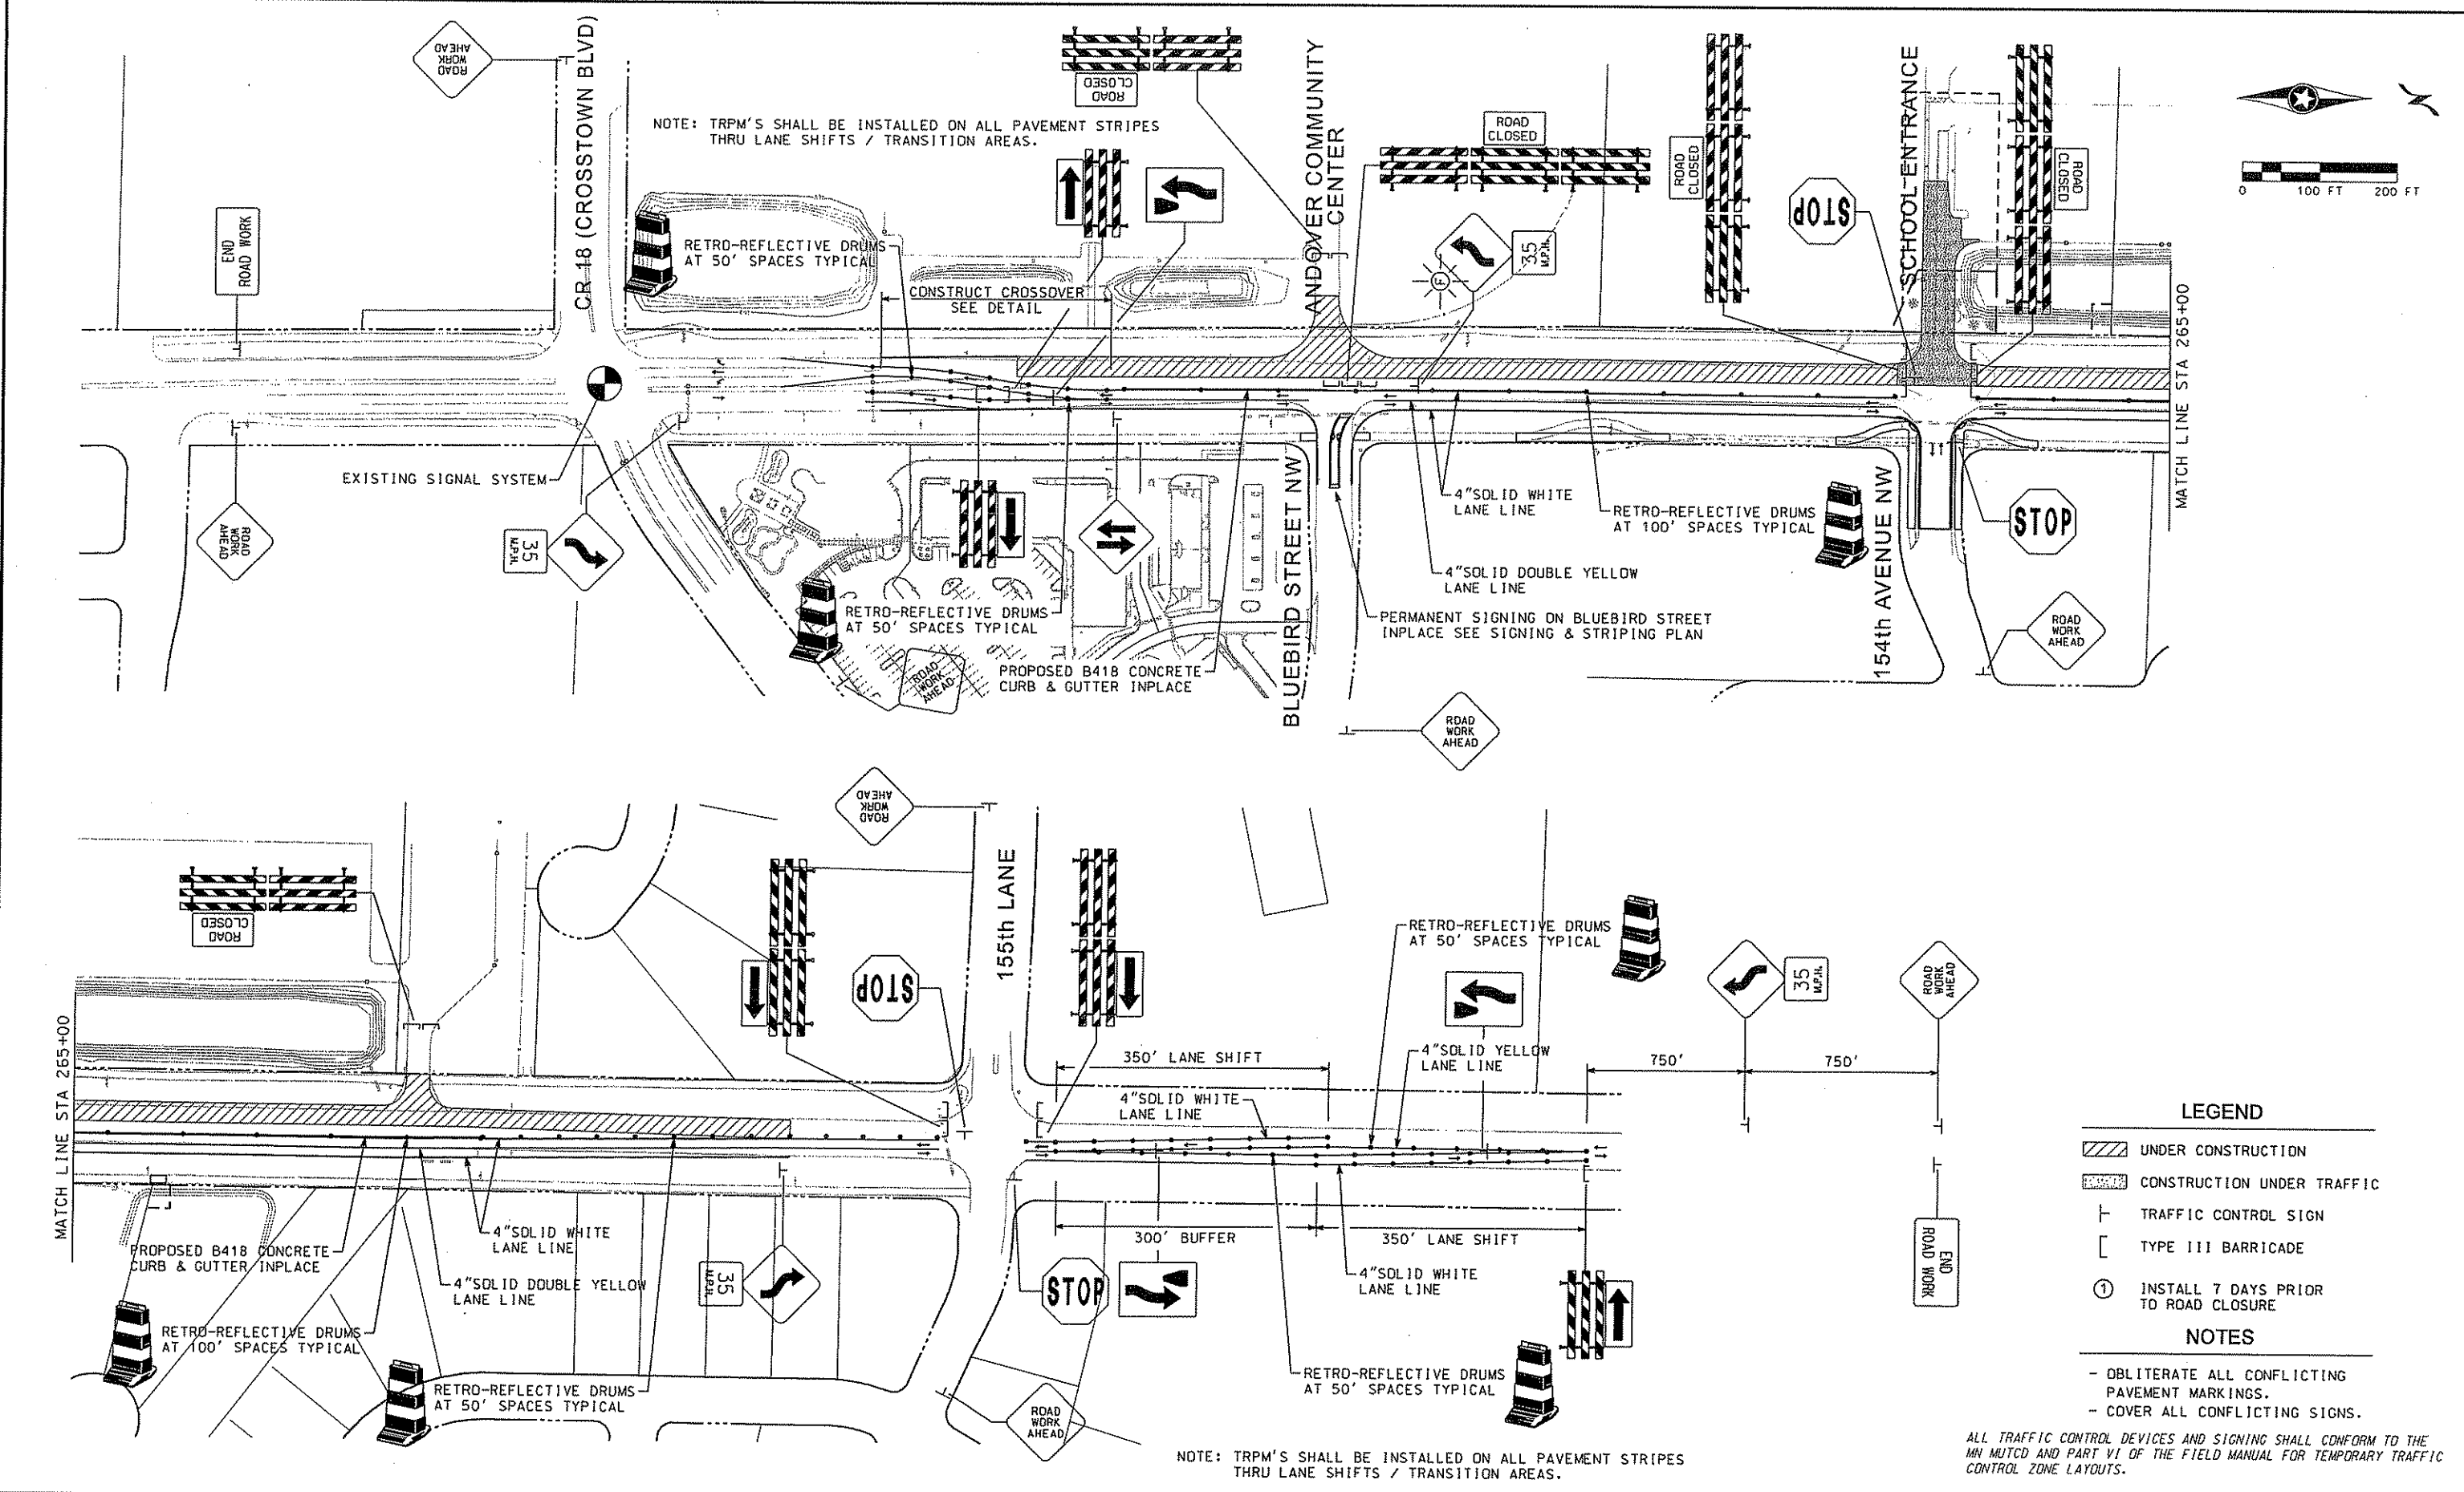 ROAD
WORK
AHEAD
CR 18 (CROSSTOWN BLVD)
NOTE: TRPM'S SHALL BE INSTALLED ON ALL PAVEMENT STRIPES
THRU LANE SHIFTS / TRANSITION AREAS.
ROAD
CLOSED
ANDOVER COMMUNITY
CENTER
ROAD
CLOSED
ROAD
CLOSED
STOP
SCHOOL ENTRANCE
ROAD
CLOSED
0 100 FT 200 FT
END
ROAD WORK
RETRO-REFLECTIVE DRUMS
AT 50' SPACES TYPICAL
CONSTRUCT CROSSOVER
SEE DETAIL
F
35
M.P.H.
MATCH LINE STA 265+00
EXISTING SIGNAL SYSTEM
ROAD
WORK
AHEAD
35
M.P.H.
RETRO-REFLECTIVE DRUMS
AT 50' SPACES TYPICAL
ROAD
WORK
AHEAD
PROPOSED B418 CONCRETE
CURB & GUTTER INPLACE
BLUEBIRD STREET NW
4"SOLID WHITE
LANE LINE
4"SOLID DOUBLE YELLOW
LANE LINE
PERMANENT SIGNING ON BLUEBIRD STREET
INPLACE SEE SIGNING & STRIPING PLAN
RETRO-REFLECTIVE DRUMS
AT 100' SPACES TYPICAL
154th AVENUE NW
STOP
ROAD
WORK
AHEAD
ROAD
WORK
AHEAD
ROAD
WORK
AHEAD
ROAD
CLOSED
STOP
155th LANE
MATCH LINE STA 265+00
RETRO-REFLECTIVE DRUMS
AT 50' SPACES TYPICAL
350' LANE SHIFT
4"SOLID YELLOW
LANE LINE
4"SOLID WHITE
LANE LINE
35
M.P.H.
ROAD
WORK
AHEAD
750'
750'
PROPOSED B418 CONCRETE
CURB & GUTTER INPLACE
4"SOLID WHITE
LANE LINE
4"SOLID DOUBLE YELLOW
LANE LINE
RETRO-REFLECTIVE DRUMS
AT 100' SPACES TYPICAL
RETRO-REFLECTIVE DRUMS
AT 50' SPACES TYPICAL
35
M.P.H.
STOP
300' BUFFER
350' LANE SHIFT
4"SOLID WHITE
LANE LINE
RETRO-REFLECTIVE DRUMS
AT 50' SPACES TYPICAL
ROAD
WORK
AHEAD
END
ROAD WORK
NOTE: TRPM'S SHALL BE INSTALLED ON ALL PAVEMENT STRIPES
THRU LANE SHIFTS / TRANSITION AREAS.
LEGEND
UNDER CONSTRUCTION
CONSTRUCTION UNDER TRAFFIC
TRAFFIC CONTROL SIGN
TYPE III BARRICADE
1 INSTALL 7 DAYS PRIOR
TO ROAD CLOSURE
NOTES
- OBLITERATE ALL CONFLICTING
PAVEMENT MARKINGS.
- COVER ALL CONFLICTING SIGNS.
ALL TRAFFIC CONTROL DEVICES AND SIGNING SHALL CONFORM TO THE
MN MUTCD AND PART VI OF THE FIELD MANUAL FOR TEMPORARY TRAFFIC
CONTROL ZONE LAYOUTS.